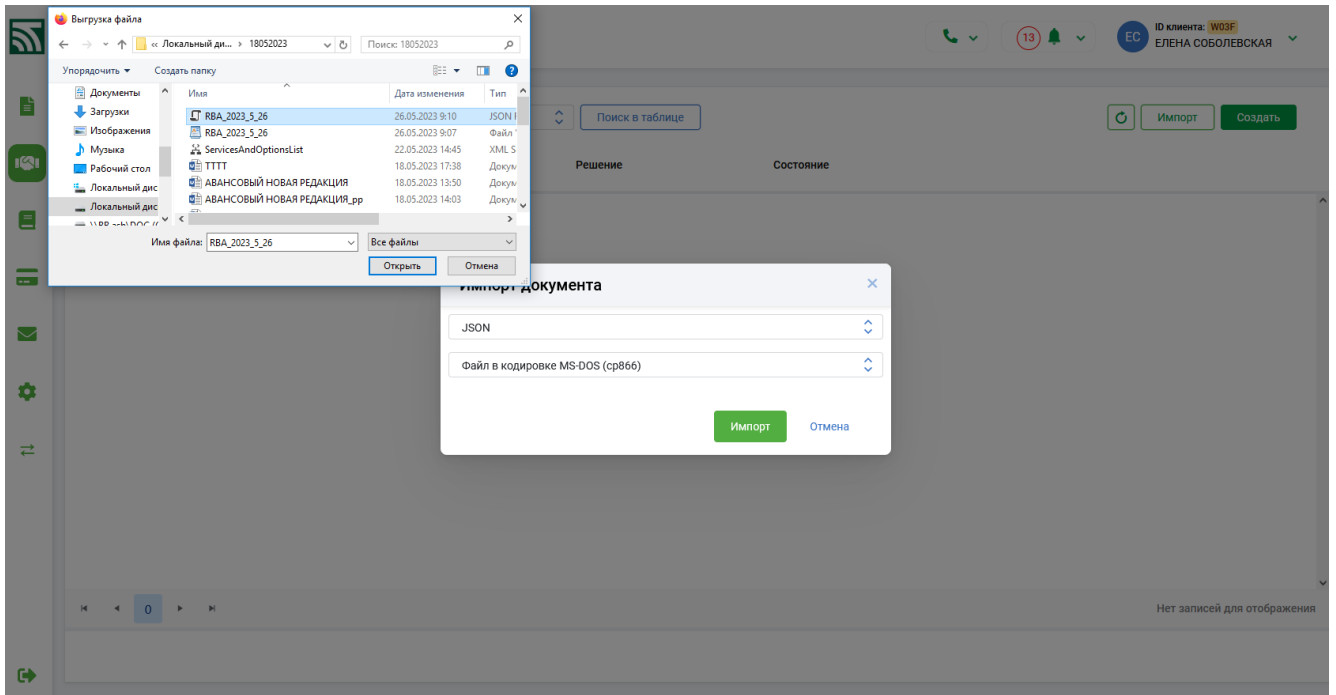 Выгрузка файла
« Локальный ди... › 18052023
Поиск: 18052023
Упорядочить
Создать папку
Документы
Загрузки
Изображения
Музыка
Рабочий стол
Локальный дис
Локальный дис
Имя
Дата изменения
Тип
RBA_2023_5_26
26.05.2023 9:10
JSON
RBA_2023_5_26
26.05.2023 9:07
Файл
ServicesAndOptionsList
22.05.2023 14:45
XML S
ТТТТ
18.05.2023 17:38
Докум
АВАНСОВЫЙ НОВАЯ РЕДАКЦИЯ
18.05.2023 13:50
Докум
АВАНСОВЫЙ НОВАЯ РЕДАКЦИЯ_pp
18.05.2023 14:03
Докум
Имя файла: RBA_2023_5_26
Все файлы
Открыть
Отмена
13
ЕС
ID клиента: W03F
ЕЛЕНА СОБОЛЕВСКАЯ
Поиск в таблице
Импорт
Создать
Решение
Состояние
Импорт документа
JSON
Файл в кодировке MS-DOS (cp866)
Импорт
Отмена
0
Нет записей для отображения